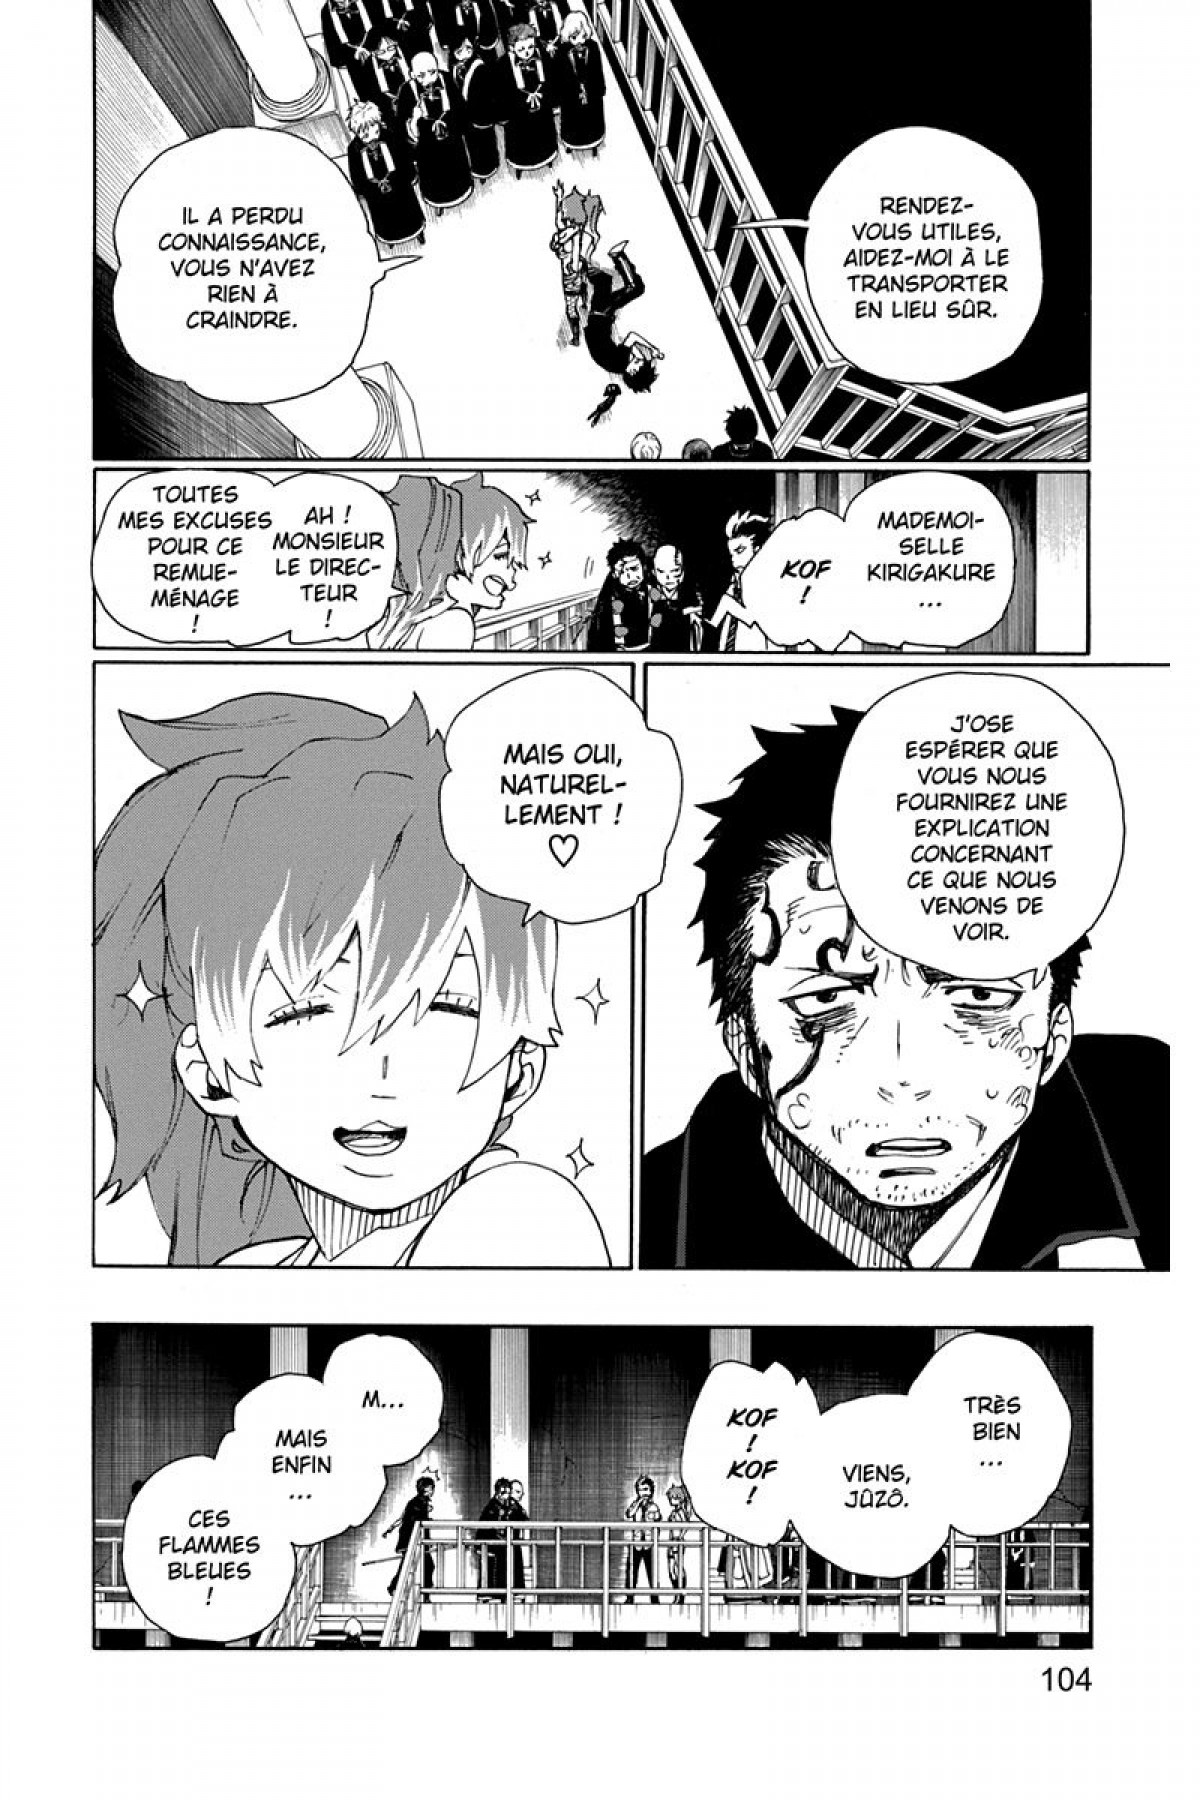 RENDEZ-
VOUS UTILES,
AIDEZ-MOI À LE
TRANSPORTER
EN LIEU SÛR.
IL A PERDU
CONNAISSANCE,
VOUS N'AVEZ
RIEN À
CRAINDRE.
MADEMOI-
SELLE
KIRIGAKURE
...
KOF
!
AH !
MONSIEUR
LE DIREC-
TEUR
!
TOUTES
MES EXCUSES
POUR CE
REMUE-
MÉNAGE
!
J'OSE
ESPÉRER QUE
VOUS NOUS
FOURNIREZ UNE
EXPLICATION
CONCERNANT
CE QUE NOUS
VENONS DE
VOIR.
MAIS OUI,
NATUREL-
LEMENT !
♡
TRÈS
BIEN
...
VIENS,
JÛZÔ.
KOF
!
KOF
!
M...
MAIS
ENFIN
...
CES
FLAMMES
BLEUES
!
104